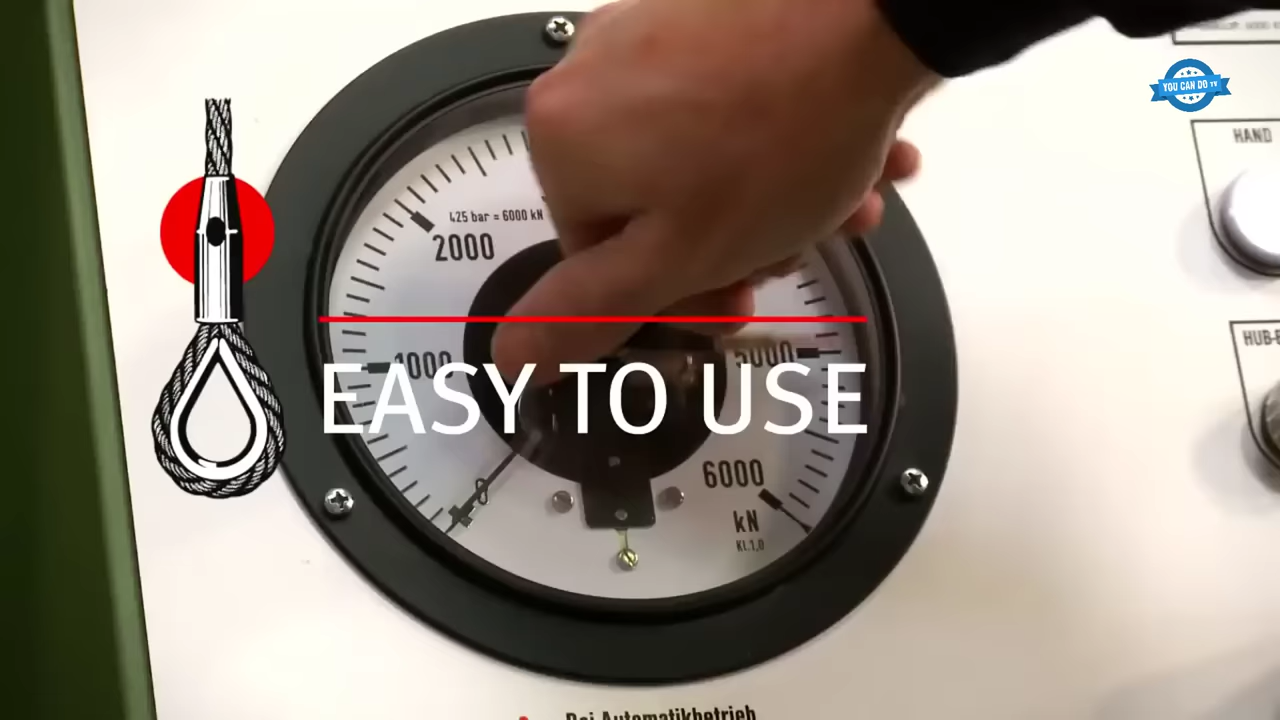 YOU CAN DO TV
HAND
425 bar = 6000 kN
2000
1000
5000
EASY TO USE
6000
kN
Kl.1,0
Bei Automatikbetrieb